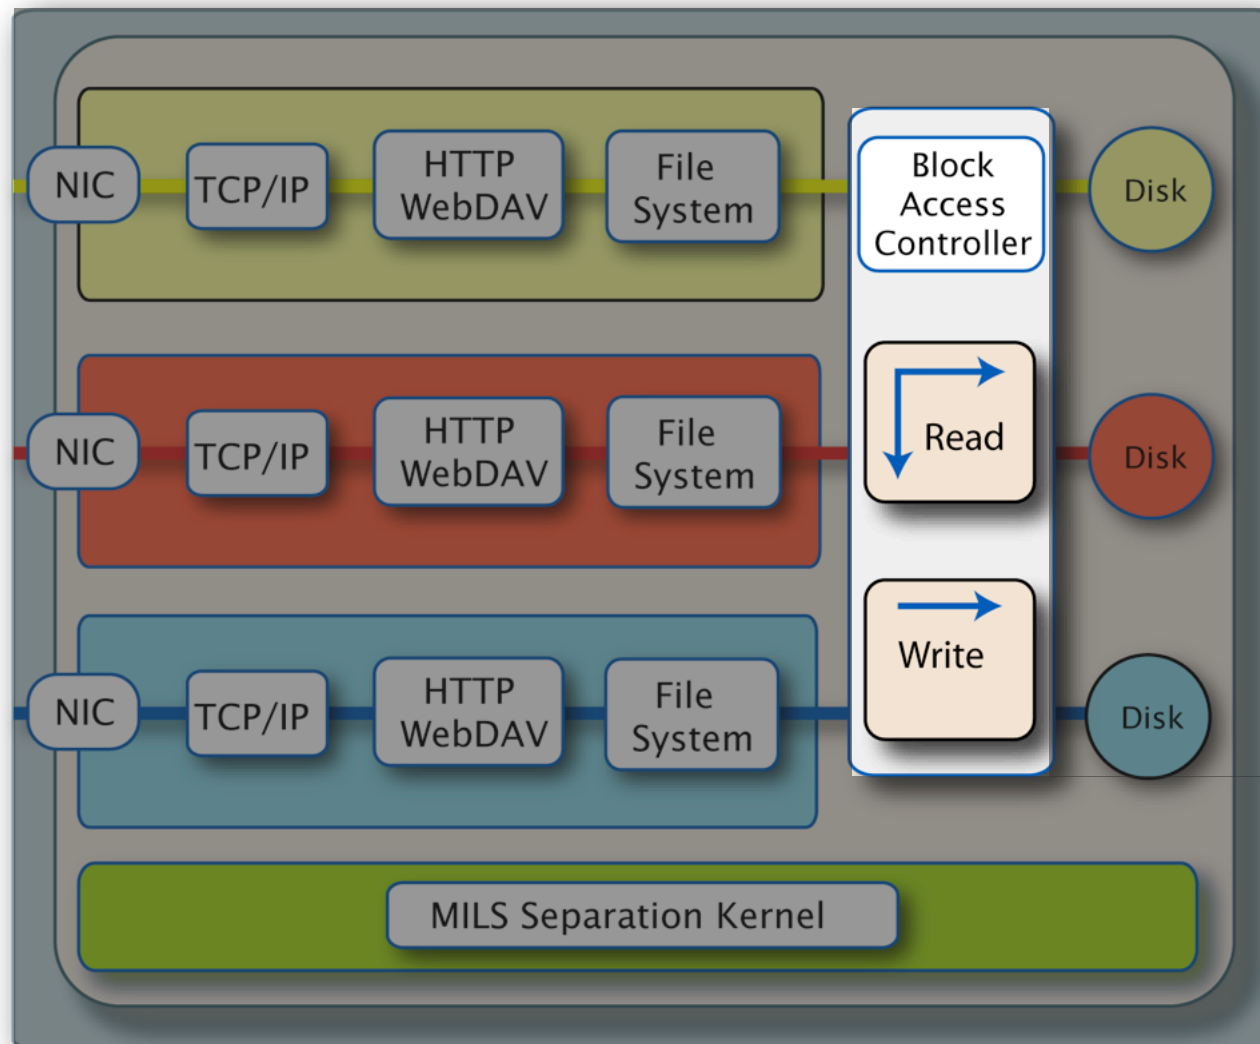 NIC
TCP/IP
HTTP
WebDAV
File
System
Block
Access
Controller
Disk
NIC
TCP/IP
HTTP
WebDAV
File
System
Read
Disk
NIC
TCP/IP
HTTP
WebDAV
File
System
Write
Disk
MILS Separation Kernel